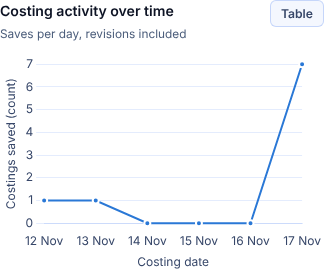 Costing activity over time
Table
Saves per day, revisions included
Costings saved (count)
7
6
5
4
3
2
1
0
12 Nov
13 Nov
14 Nov
15 Nov
16 Nov
17 Nov
Costing date